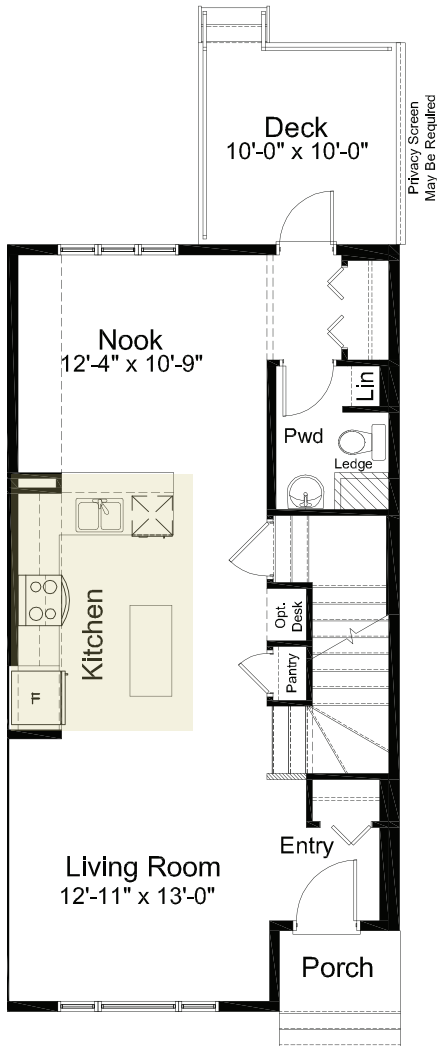 Deck
10'-0" x 10'-0"
Privacy Screen
May Be Required
Nook
12'-4" x 10'-9"
Lin
Pwd
Ledge
Kitchen
Opt.
Desk
Pantry
F
Entry
Living Room
12'-11" x 13'-0"
Porch